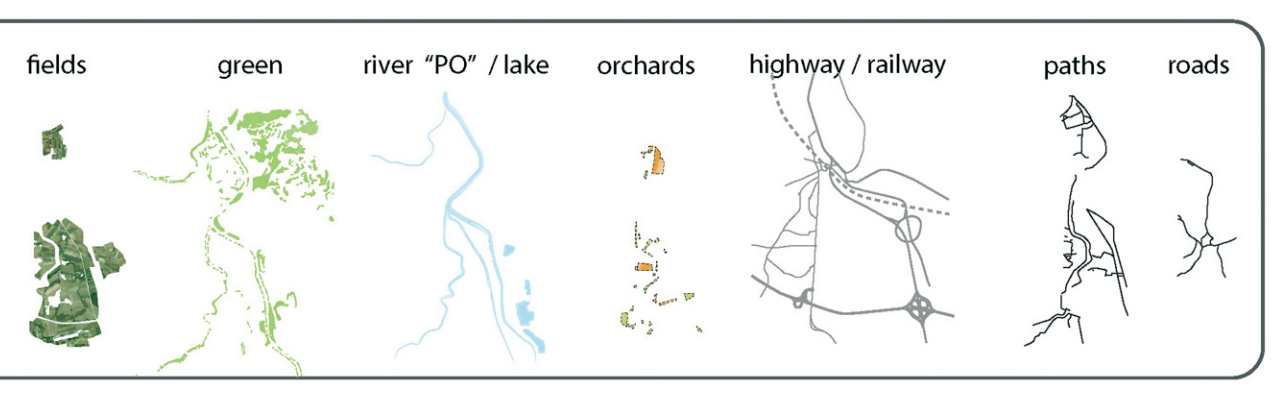 fields green river “PO” / lake orchards highway / railway paths roads